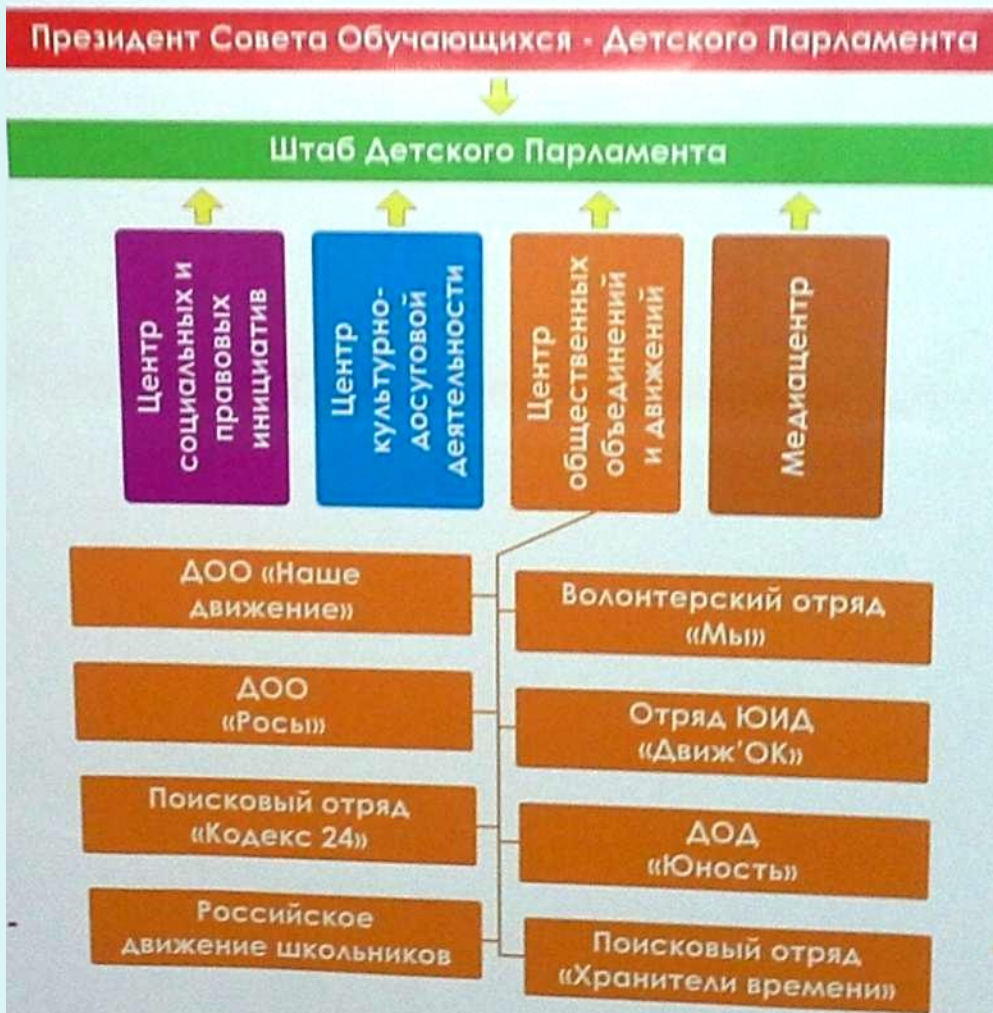 Президент Совета Обучающихся - Детского Парламента
Штаб Детского Парламента
Центр
социальных и
правовых
инициатив
Центр
культурно-
досуговой
деятельности
Центр
общественных
объединений
и движений
Медиацентр
ДОО «Наше
движение»
Волонтерский отряд
«Мы»
ДОО
«Росы»
Отряд ЮИД
«Движ'ОК»
Поисковый отряд
«Кодекс 24»
ДОД
«Юность»
Российское
движение школьников
Поисковый отряд
«Хранители времени»